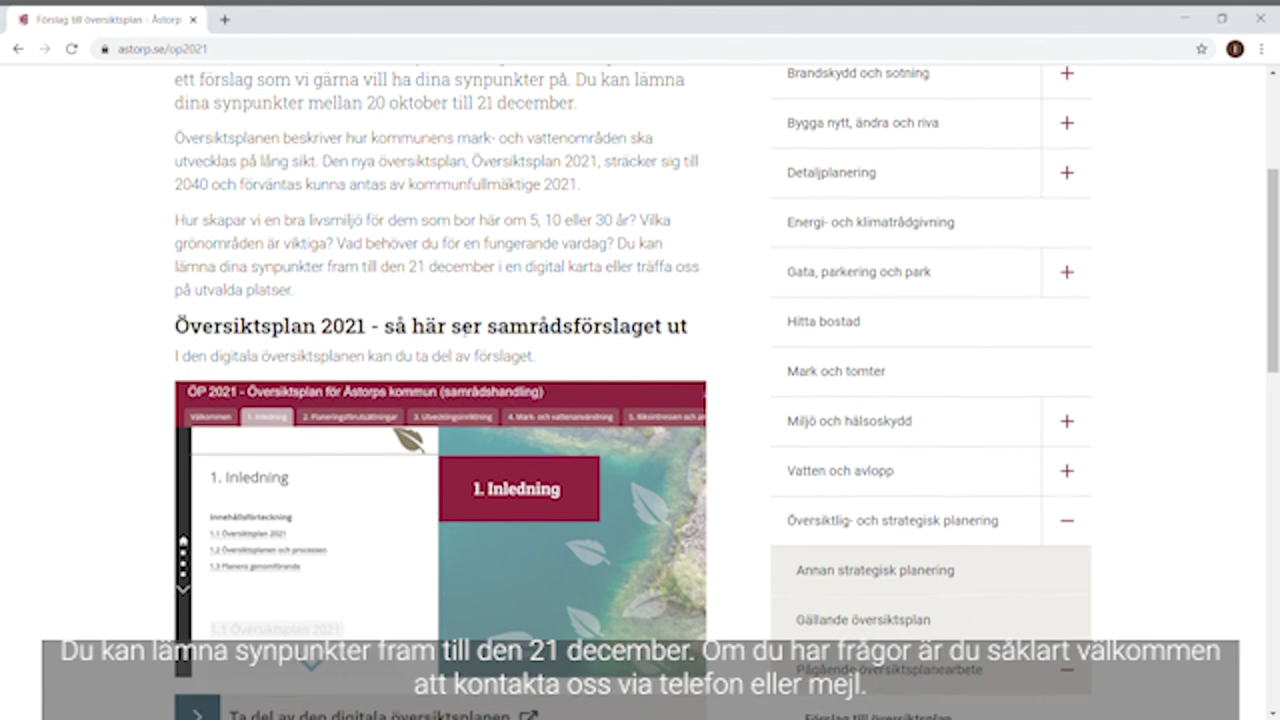 Förslag till översiktsplan - Åstorp
astorp.se/op2021
ett förslag som vi gärna vill ha dina synpunkter på. Du kan lämna
dina synpunkter mellan 20 oktober till 21 december.
Översiktsplanen beskriver hur kommunens mark- och vattenområden ska
utvecklas på lång sikt. Den nya översiktsplan, Översiktsplan 2021, sträcker sig till
2040 och förväntas kunna antas av kommunfullmäktige 2021.
Hur skapar vi en bra livsmiljö för dem som bor här om 5, 10 eller 30 år? Vilka
grönområden är viktiga? Vad behöver du för en fungerande vardag? Du kan
lämna dina synpunkter fram till den 21 december i en digital karta eller träffa oss
på utvalda platser.
Översiktsplan 2021 - så här ser samrådsförslaget ut
I den digitala översiktsplanen kan du ta del av förslaget.
ÖP 2021 - Översiktsplan för Åstorps kommun (samrådshandling)
Välkommen
1. Inledning
2. Planeringsförutsättningar
3. Utvecklingsinriktning
4. Mark- och vattenanvändning
5. Riksintressen och
1. Inledning
Innehållsförteckning
1.1 Översiktsplan 2021
1.2 Översiktsplanen och processen
1.3 Planens genomförande
1.1 Översiktsplan 2021
1. Inledning
Ta del av den digitala översiktsplanen
Brandskydd och sotning
Bygga nytt, ändra och riva
Detaljplanering
Energi- och klimatrådgivning
Gata, parkering och park
Hitta bostad
Mark och tomter
Miljö och hälsoskydd
Vatten och avlopp
Översiktlig- och strategisk planering
Annan strategisk planering
Gällande översiktsplan
Pågående översiktsplanearbete
Förslag till översiktsplan
Du kan lämna synpunkter fram till den 21 december. Om du har frågor är du såklart välkommen
att kontakta oss via telefon eller mejl.